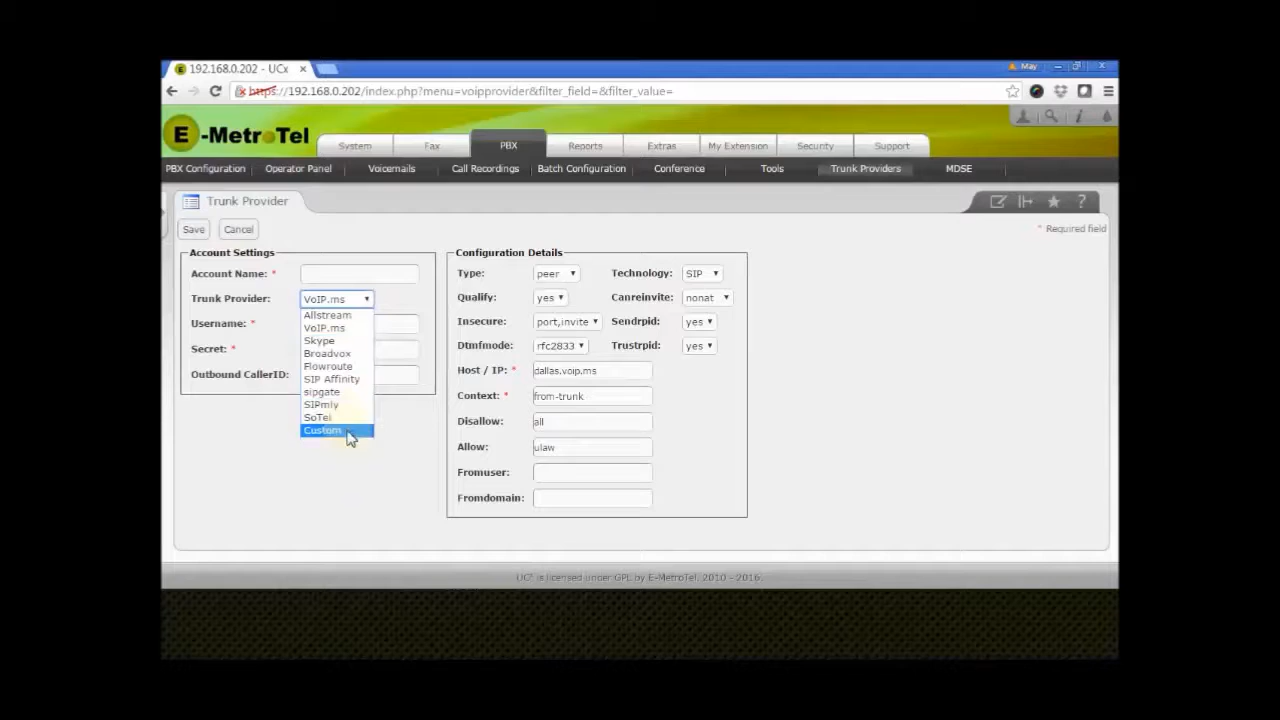 192.168.0.202 - UCx
May
https://192.168.0.202/index.php?menu=voipprovider&filter_field=&filter_value=
E-MetroTel
System Fax PBX Reports Extras My Extension Security Support
PBX Configuration Operator Panel Voicemails Call Recordings Batch Configuration Conference Tools Trunk Providers MDSE
Trunk Provider
Save Cancel
* Required field
Account Settings
Account Name: *
Trunk Provider: VoIP.ms
Allstream
VoIP.ms
Skype
Broadvox
Flowroute
SIP Affinity
sipgate
SIPmly
SoTel
Custom
Username: *
Secret: *
Outbound CallerID:
Configuration Details
Type: peer Technology: SIP
Qualify: yes Canreinvite: nonat
Insecure: port,invite Sendrpid: yes
Dtmfmode: rfc2833 Trustrpid: yes
Host / IP: * dallas.voip.ms
Context: * from-trunk
Disallow: all
Allow: ulaw
Fromuser:
Fromdomain:
UCx is licensed under GPL by E-MetroTel. 2010 - 2016.